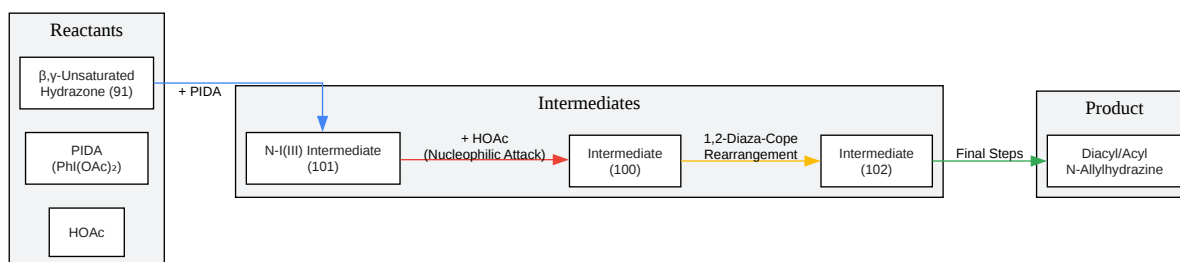 Reactants
β,γ-Unsaturated
Hydrazone (91)
PIDA
(PhI(OAc)₂)
HOAc
+ PIDA
Intermediates
N-I(III) Intermediate
(101)
+ HOAc
(Nucleophilic Attack)
Intermediate
(100)
1,2-Diaza-Cope
Rearrangement
Intermediate
(102)
Final Steps
Product
Diacyl/Acyl
N-Allylhydrazine